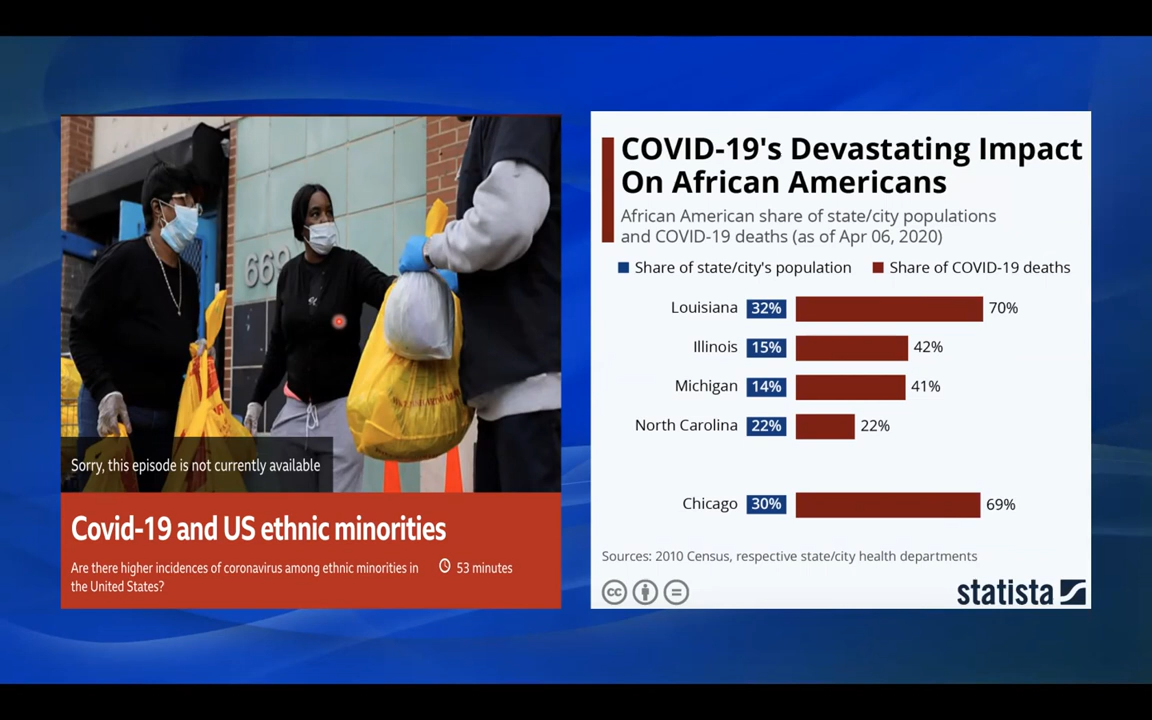 669
Sorry, this episode is not currently available
Covid-19 and US ethnic minorities
Are there higher incidences of coronavirus among ethnic minorities in
the United States?
53 minutes
COVID-19's Devastating Impact
On African Americans
African American share of state/city populations
and COVID-19 deaths (as of Apr 06, 2020)
Share of state/city's population
Share of COVID-19 deaths
Louisiana 32% 70%
Illinois 15% 42%
Michigan 14% 41%
North Carolina 22% 22%
Chicago 30% 69%
Sources: 2010 Census, respective state/city health departments
cc
statista